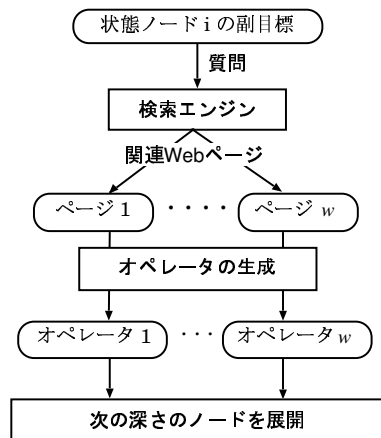 状態ノード i の副目標
質問
検索エンジン
関連Webページ
ページ 1 ・・・・ ページ w
オペレータの生成
オペレータ 1 ・・・ オペレータ w
次の深さのノードを展開